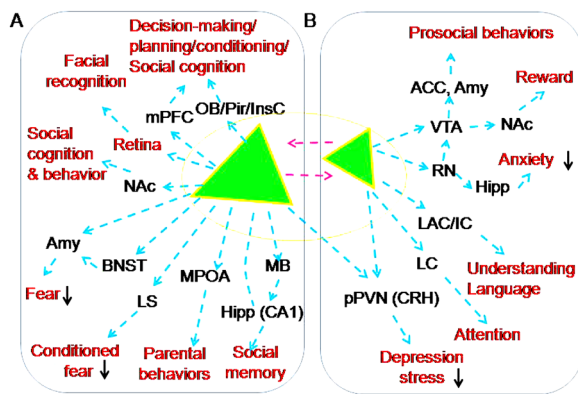 A
Decision-making/
planning/conditioning/
Social cognition
Facial
recognition
mPFC
OB/Pir/InsC
Social
cognition
& behavior
Retina
NAc
Amy
BNST
MPOA
MB
Fear
LS
Hipp (CA1)
Conditioned
fear
Parental
behaviors
Social
memory
B
Prosocial behaviors
ACC, Amy
Reward
VTA
NAc
RN
Anxiety
Hipp
LAC/IC
LC
Understanding
Language
pPVN (CRH)
Attention
Depression
stress